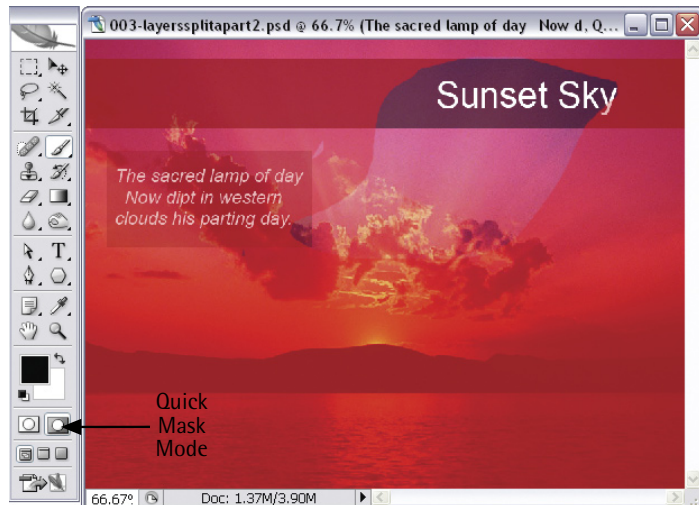 003-layerssplitapart2.psd @ 66.7% (The sacred lamp of day Now d, Q...
Sunset Sky
The sacred lamp of day
Now dipt in western
clouds his parting day.
T
Quick
Mask
Mode
66.67%
Doc: 1.37M/3.90M